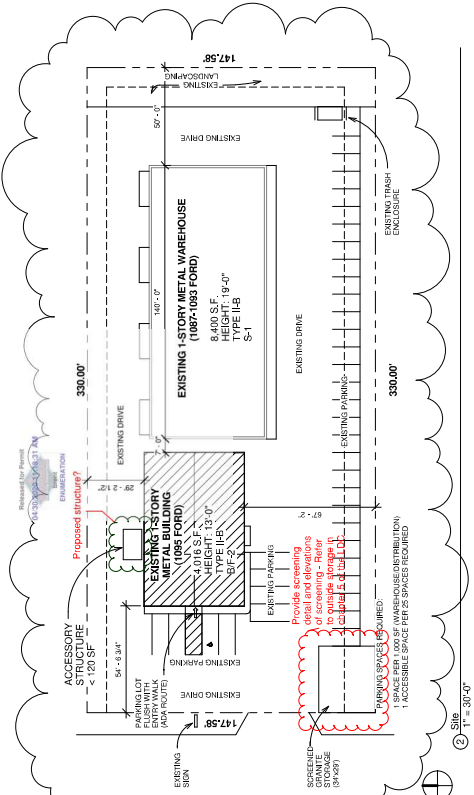 147.58'
EXISTING
LANDSCAPING
50' - 0"
EXISTING DRIVE
EXISTING TRASH
ENCLOSURE
EXISTING 1-STORY METAL WAREHOUSE
(1087-1093 FORD)
8,400 S.F.
HEIGHT: 19'-0"
TYPE II-B
S-1
140' - 0"
330.00'
EXISTING DRIVE
EXISTING DRIVE
EXISTING PARKING
330.00'
7' - 0"
Released for Permit
ENUMERATION
29' - 2 1/2"
Proposed structure?
EXISTING 1-STORY
METAL BUILDING
(1095 FORD)
4,016 S.F.
HEIGHT: 13'-0"
TYPE II-B
B/F-2
67' - 2"
EXISTING PARKING
Provide screening
detail and elevations
of screening - Refer
to outside storage in
chapter 5 of the LDC
ACCESSORY
STRUCTURE
< 120 SF
54' - 6 3/4"
PARKING LOT
FLUSH WITH
ENTRY WALK
(ADA ROUTE)
EXISTING PARKING
EXISTING DRIVE
147.58'
EXISTING
SIGN
SCREENED
GRANITE
STORAGE
(34'x29')
PARKING SPACES REQUIRED:
1 SPACE PER 1,000 SF (WAREHOUSE/DISTRIBUTION)
1 ACCESSIBLE SPACE PER 25 SPACES REQUIRED
2
Site
1" = 30'-0"